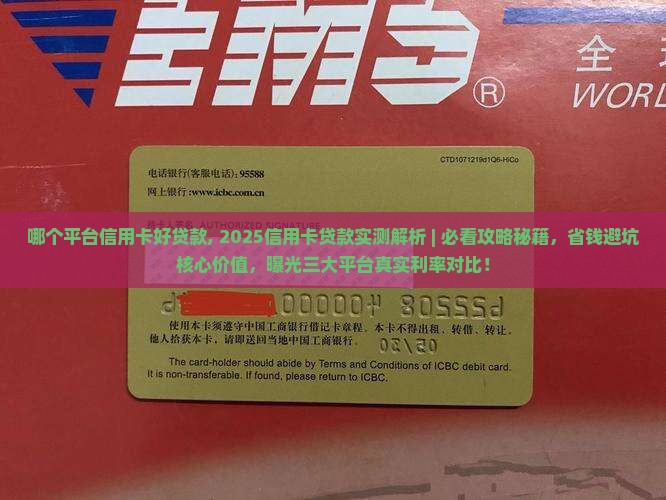 EMS®
全 球
WORL
CTD1071219d1Q6-HiCo
电话银行(客服电话):95588
网上银行:www.icbc.com.cn
AUTHORIZED SIGNATURE
哪个平台信用卡好贷款, 2025信用卡贷款实测解析 | 必看攻略秘籍，省钱避坑
核心价值，曝光三大平台真实利率对比！
使用本卡须遵守中国工商银行借记卡章程。本卡不得出租、转借、转让。
他人拾获本卡，请即送回当地中国工商银行。
05/20
The card-holder should abide by Terms and Conditions of ICBC debit card.
It is non-transferable. If found, please return to ICBC.